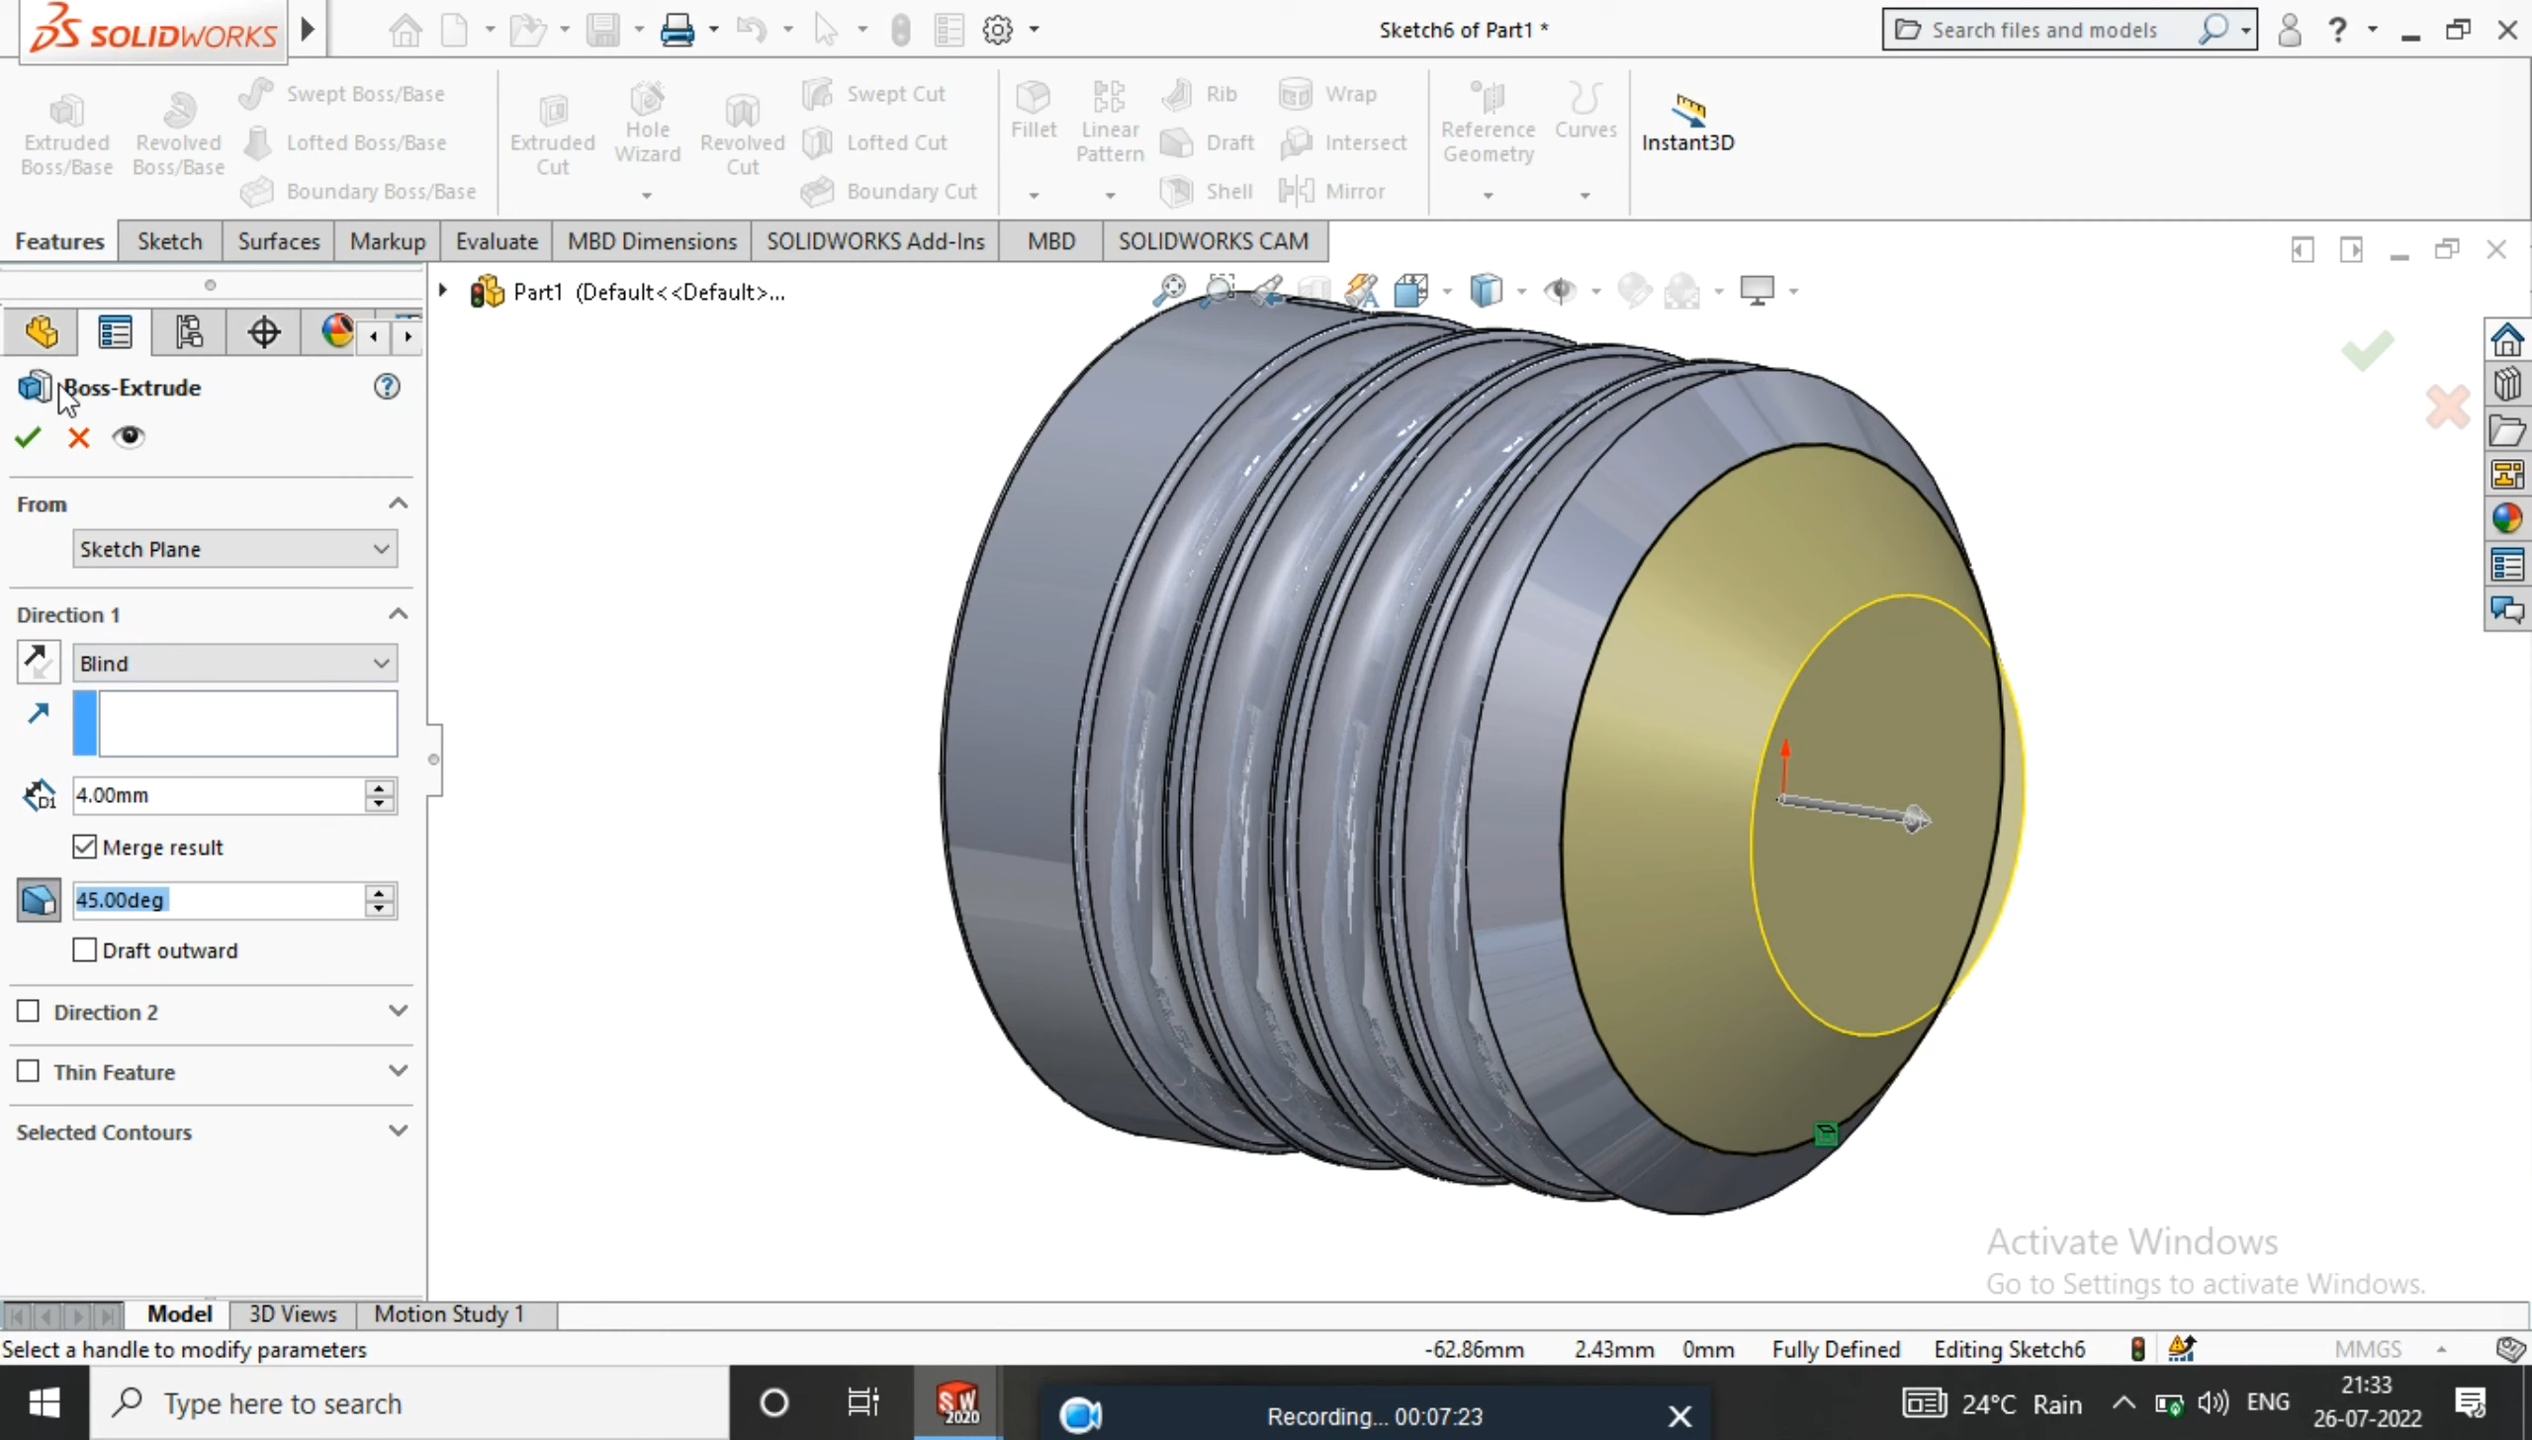 SOLIDWORKS
Sketch6 of Part1 *
Search files and models
Extruded Boss/Base
Revolved Boss/Base
Swept Boss/Base
Lofted Boss/Base
Boundary Boss/Base
Extruded Cut
Hole Wizard
Revolved Cut
Swept Cut
Lofted Cut
Boundary Cut
Fillet
Linear Pattern
Rib
Draft
Shell
Wrap
Intersect
Mirror
Reference Geometry
Curves
Instant3D
Features
Sketch
Surfaces
Markup
Evaluate
MBD Dimensions
SOLIDWORKS Add-Ins
MBD
SOLIDWORKS CAM
Part1 (Default<<Default>...
Boss-Extrude
From
Sketch Plane
Direction 1
Blind
D1
4.00mm
Merge result
45.00deg
Draft outward
Direction 2
Thin Feature
Selected Contours
Activate Windows
Go to Settings to activate Windows.
Model
3D Views
Motion Study 1
Select a handle to modify parameters
-62.86mm
2.43mm
0mm
Fully Defined
Editing Sketch6
MMGS
Type here to search
SW 2020
Recording... 00:07:23
24°C Rain
ENG
21:33
26-07-2022